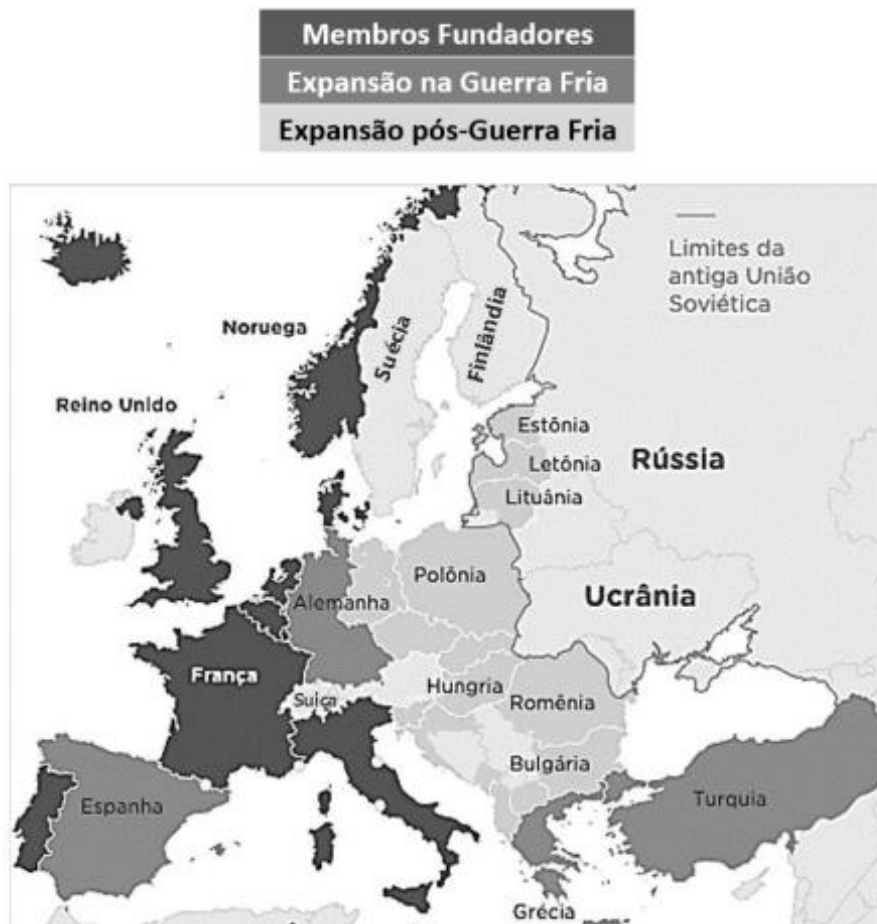 Membros Fundadores
Expansão na Guerra Fria
Expansão pós-Guerra Fria
Limites da
antiga União
Soviética
Noruega
Suécia
Finlândia
Reino Unido
Estônia
Letônia
Lituânia
Rússia
Polônia
Ucrânia
Alemanha
França
Suiça
Hungria
Romênia
Bulgária
Espanha
Turquia
Grécia